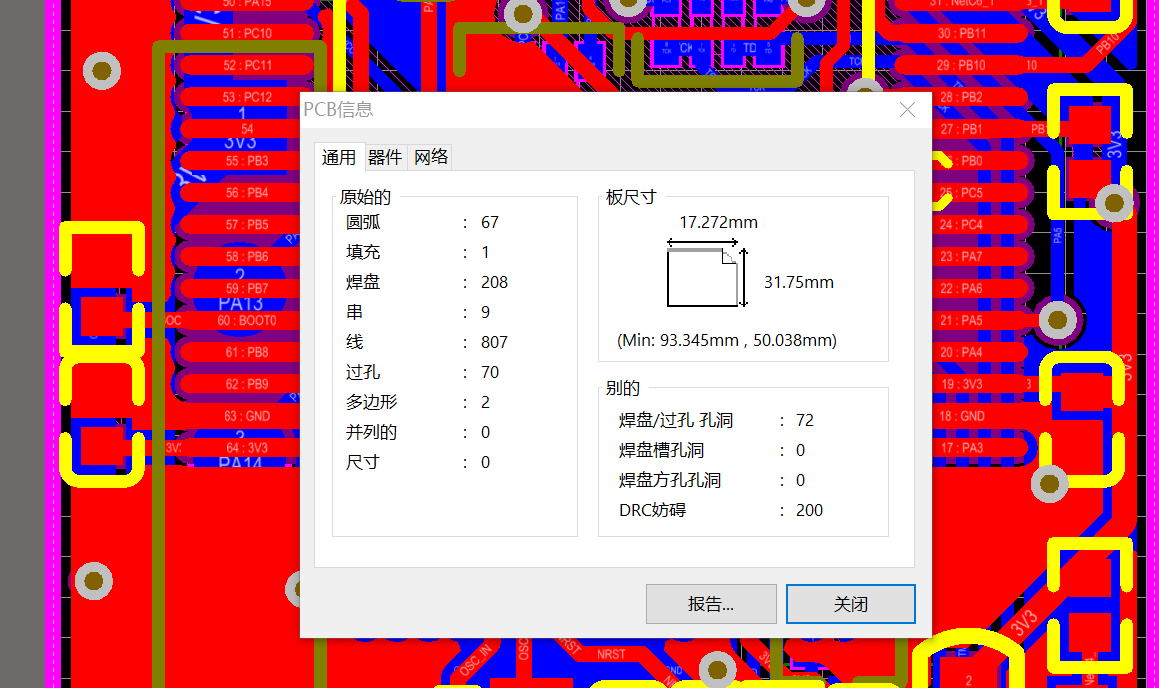 50 : PA15
51 : PC10
52 : PC11
53 : PC12
54
3V3
55 : PB3
56 : PB4
57 : PB5
58 : PB6
59 : PB7
PA13
60 : BOOT0
61 : PB8
62 : PB9
63 : GND
64 : 3V3
PA14
31 : NetC6_1
30 : PB11
29 : PB10
10
PB10
28 : PB2
27 : PB1
PB0
PC5
24 : PC4
23 : PA7
22 : PA6
21 : PA5
20 : PA4
19 : 3V3
18 : GND
17 : PA3
3V3
PA5
3V3
3V3
PCB信息
通用
器件
网络
原始的
圆弧 : 67
填充 : 1
焊盘 : 208
串 : 9
线 : 807
过孔 : 70
多边形 : 2
并列的 : 0
尺寸 : 0
板尺寸
17.272mm
31.75mm
(Min: 93.345mm , 50.038mm)
别的
焊盘/过孔 孔洞 : 72
焊盘槽孔洞 : 0
焊盘方孔孔洞 : 0
DRC妨碍 : 200
报告...
关闭
OSC_IN
NRST
NRST
2